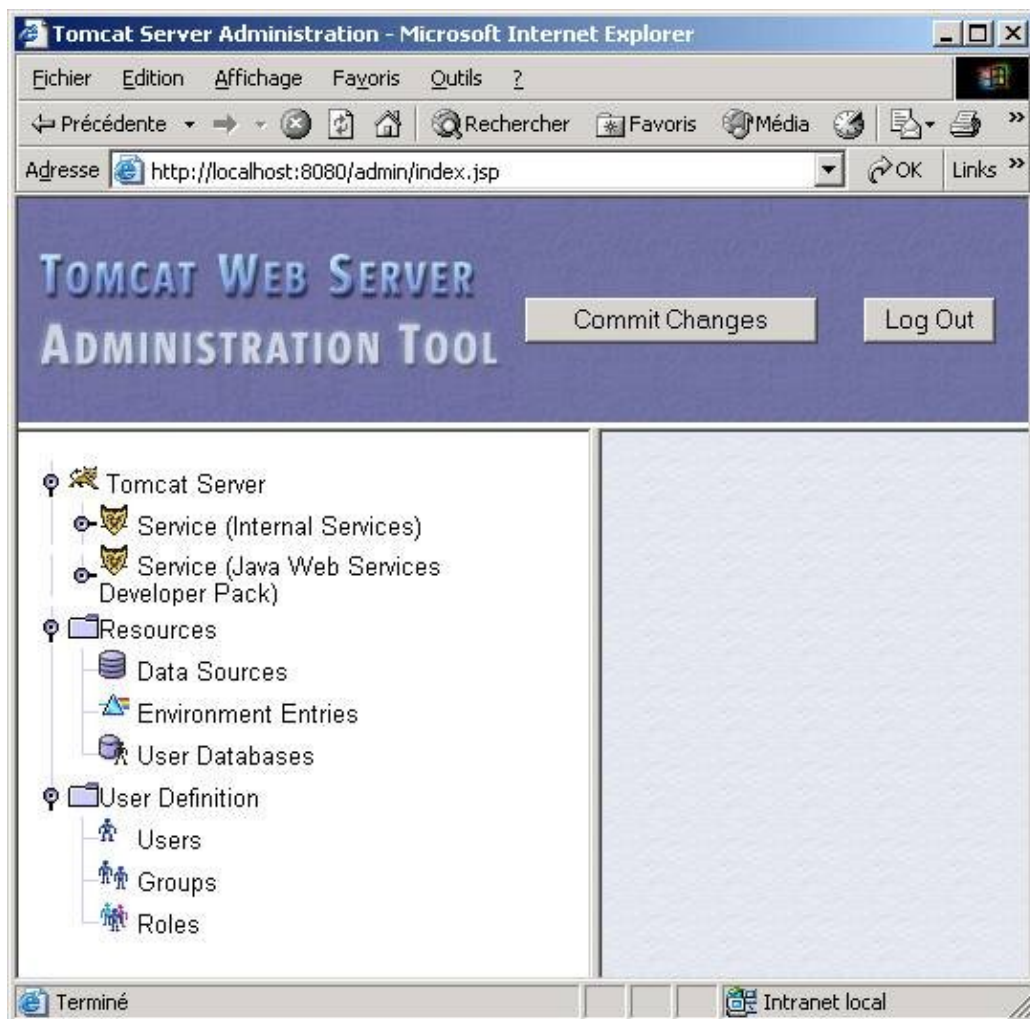 Tomcat Server Administration - Microsoft Internet Explorer
Fichier Edition Affichage Favoris Outils ?
Précédente Rechercher Favoris Média »
Adresse http://localhost:8080/admin/index.jsp OK Links »
TOMCAT WEB SERVER
ADMINISTRATION TOOL
Commit Changes Log Out
Tomcat Server
Service (Internal Services)
Service (Java Web Services
Developer Pack)
Resources
Data Sources
Environment Entries
User Databases
User Definition
Users
Groups
Roles
Terminé Intranet local